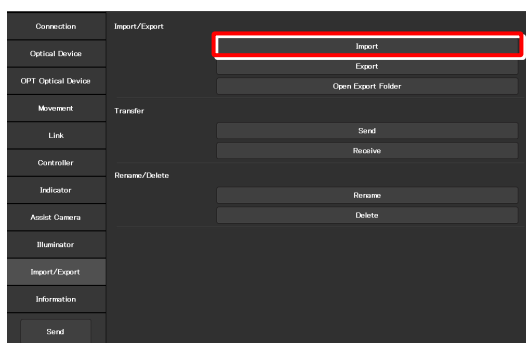 Connection
Optical Device
OPT Optical Device
Movement
Link
Controller
Indicator
Assist Camera
Illuminator
Import/Export
Information
Send
Import/Export
Import
Export
Open Export Folder
Transfer
Send
Receive
Rename/Delete
Rename
Delete